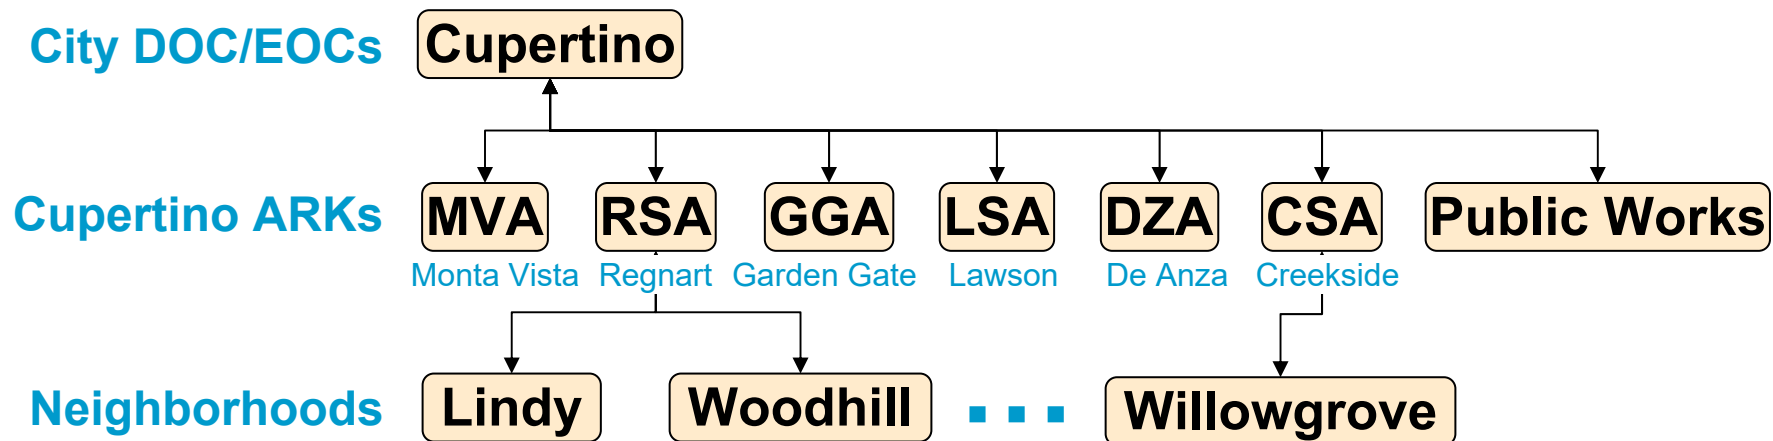 City DOC/EOCs Cupertino
Cupertino ARKs MVA RSA GGA LSA DZA CSA Public Works
Monta Vista Regnart Garden Gate Lawson De Anza Creekside
Neighborhoods Lindy Woodhill Willowgrove